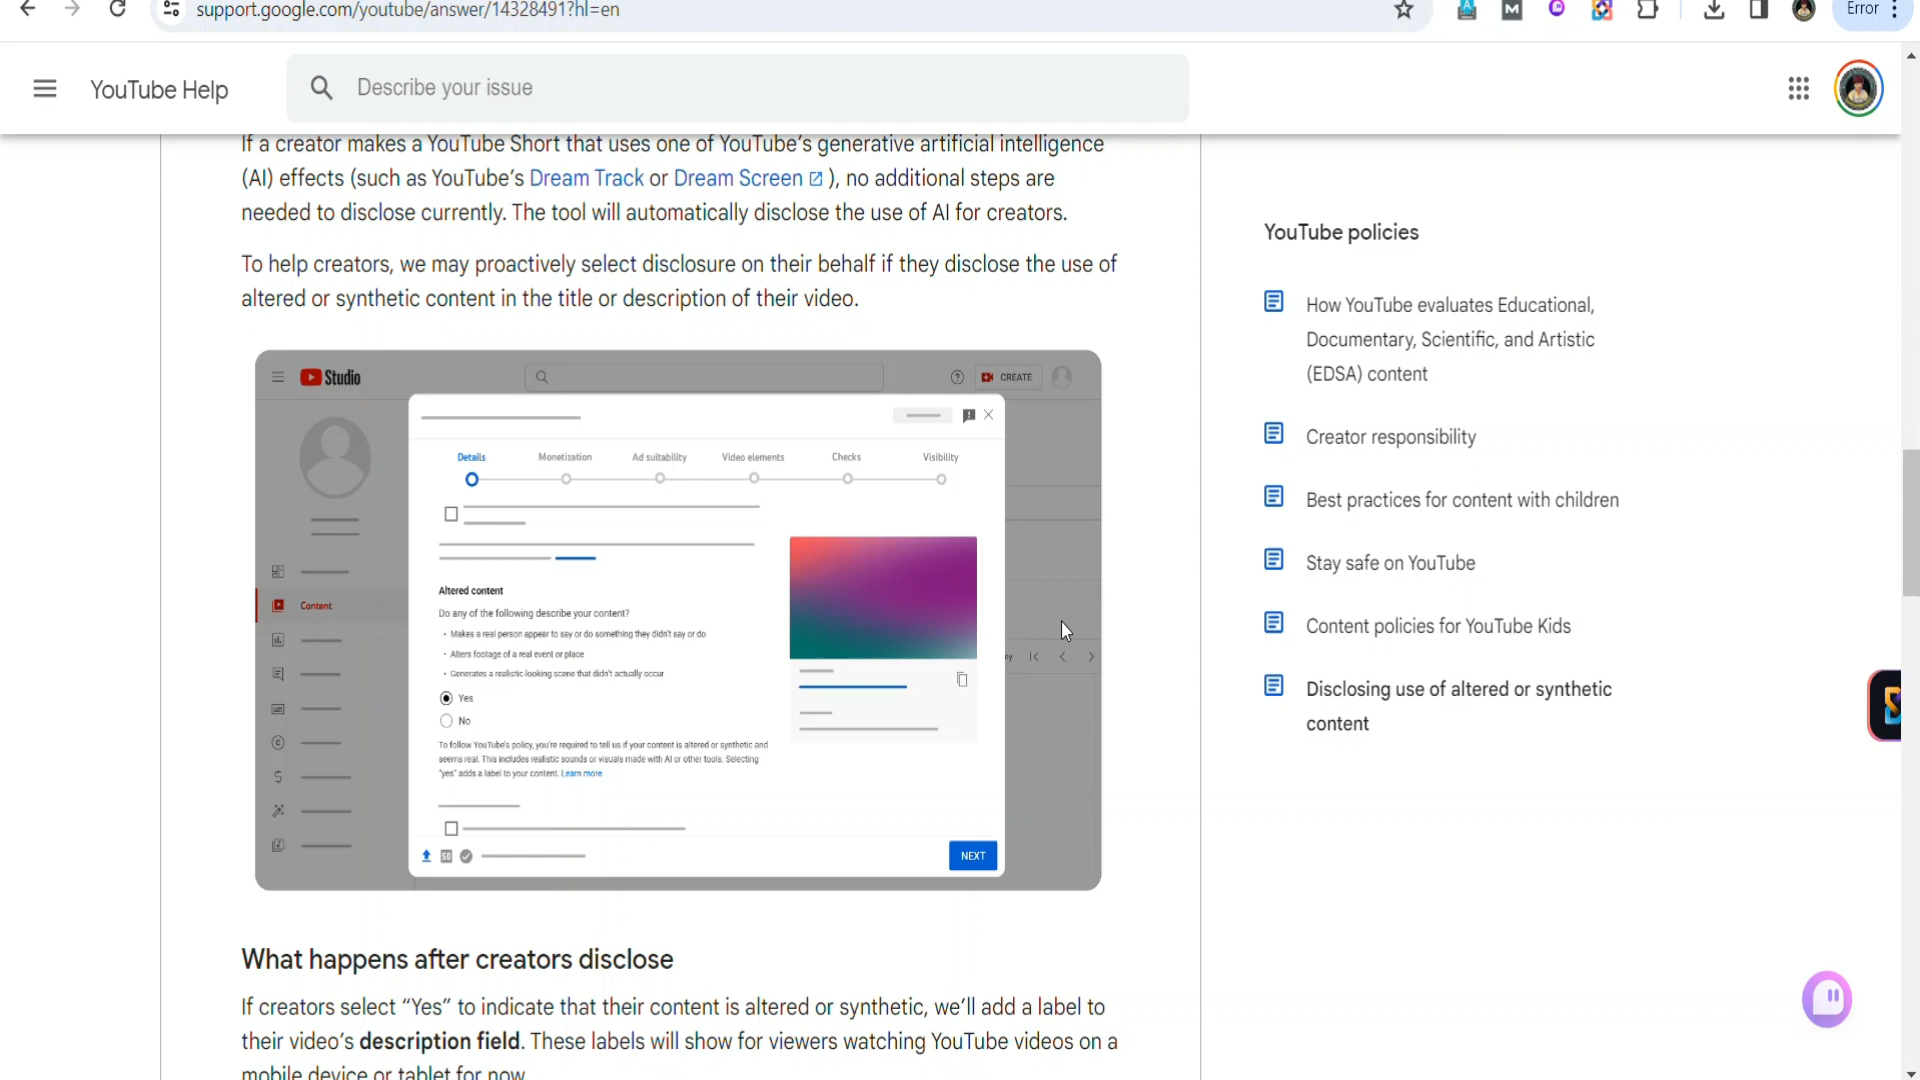 support.google.com/youtube/answer/14328491?hl=en
Error
YouTube Help
Describe your issue
If a creator makes a YouTube Short that uses one of YouTube's generative artificial intelligence
(AI) effects (such as YouTube's Dream Track or Dream Screen ), no additional steps are
needed to disclose currently. The tool will automatically disclose the use of AI for creators.
To help creators, we may proactively select disclosure on their behalf if they disclose the use of
altered or synthetic content in the title or description of their video.
Studio
CREATE
Details
Monetization
Ad suitability
Video elements
Checks
Visibility
Content
Altered content
Do any of the following describe your content?
• Makes a real person appear to say or do something they didn't say or do
• Alters footage of a real event or place
• Generates a realistic-looking scene that didn't actually occur
Yes
No
To follow YouTube's policy, you're required to tell us if your content is altered or synthetic and
seems real. This includes realistic sounds or visuals made with AI or other tools. Selecting
"yes" adds a label to your content. Learn more
NEXT
What happens after creators disclose
If creators select “Yes” to indicate that their content is altered or synthetic, we'll add a label to
their video's description field. These labels will show for viewers watching YouTube videos on a
mobile device or tablet for now.
YouTube policies
How YouTube evaluates Educational,
Documentary, Scientific, and Artistic
(EDSA) content
Creator responsibility
Best practices for content with children
Stay safe on YouTube
Content policies for YouTube Kids
Disclosing use of altered or synthetic
content